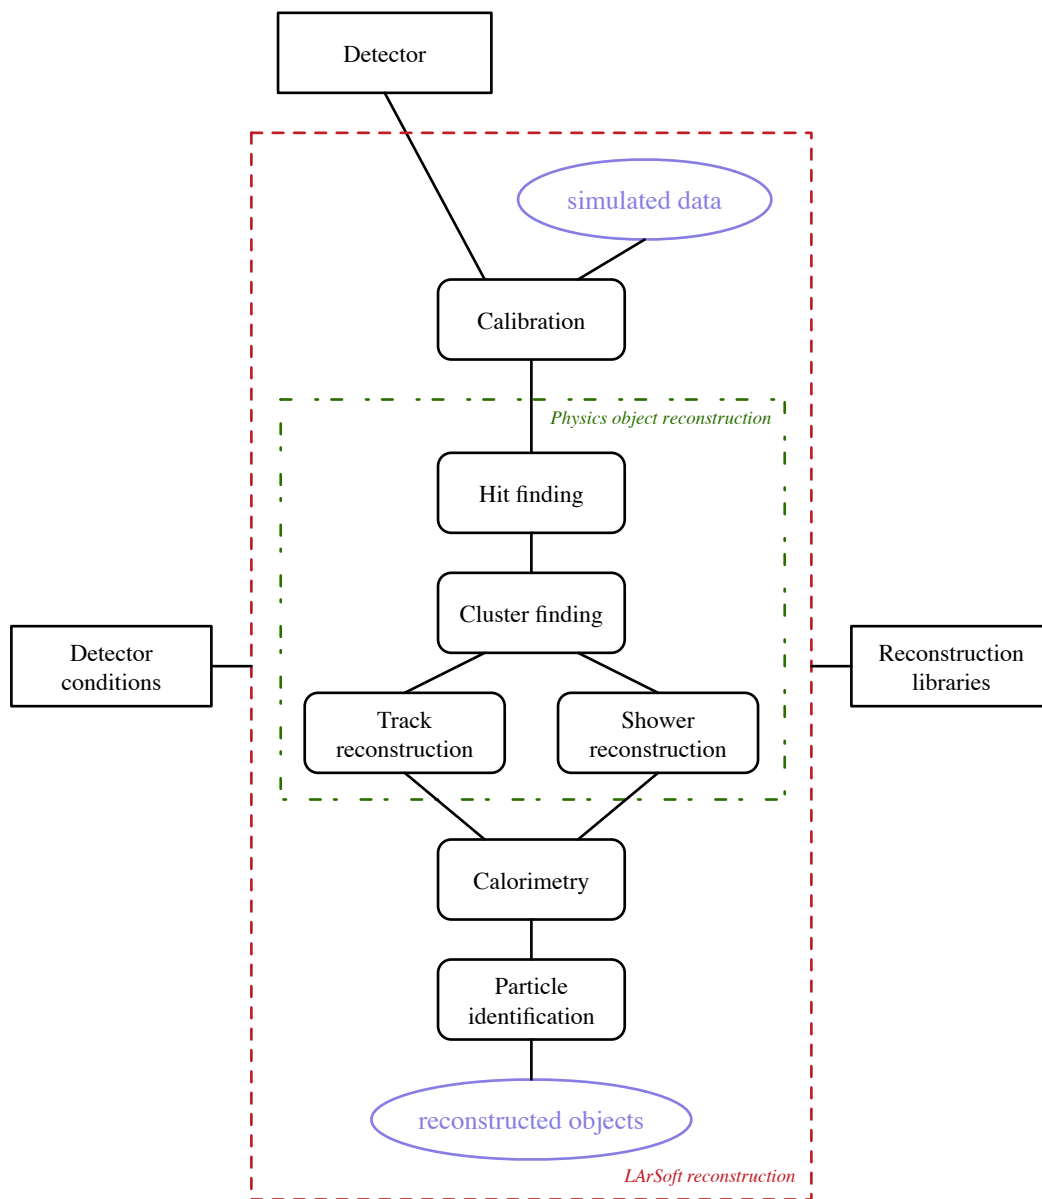 Detector
simulated data
Calibration
Physics object reconstruction
Hit finding
Cluster finding
Detector
conditions
Reconstruction
libraries
Track
reconstruction
Shower
reconstruction
Calorimetry
Particle
identification
reconstructed objects
LArSoft reconstruction